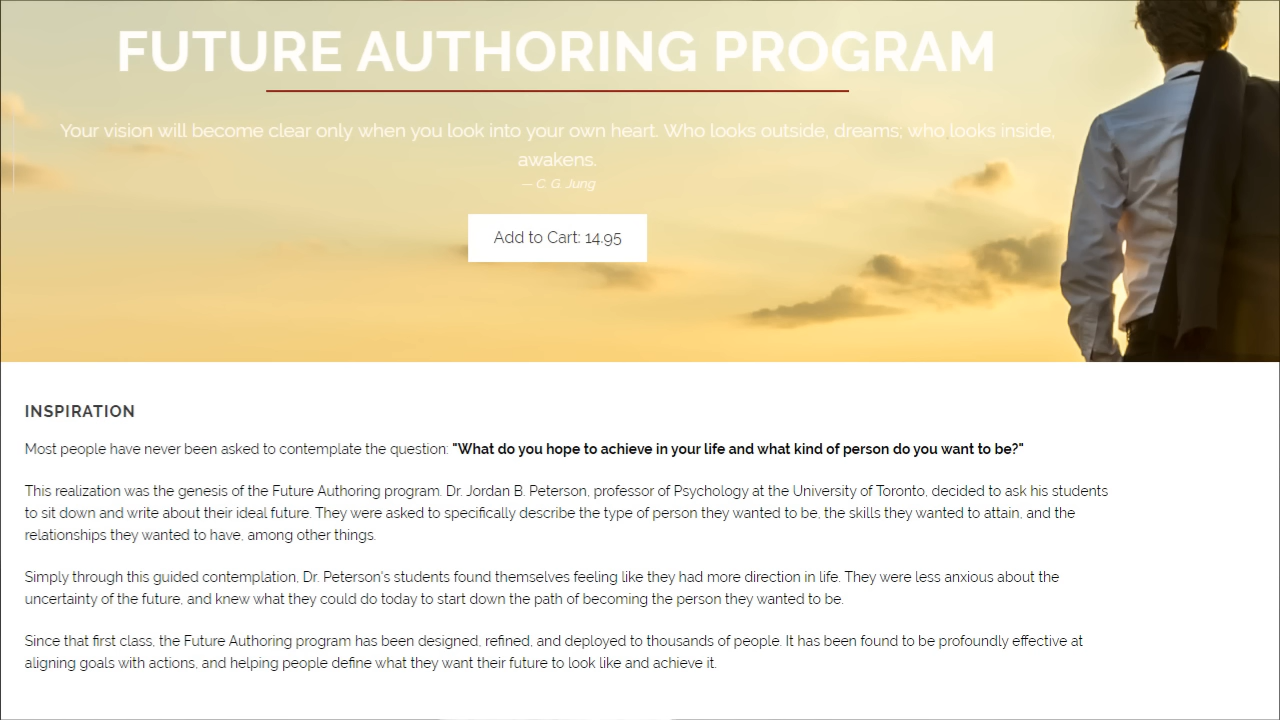 FUTURE AUTHORING PROGRAM
Your vision will become clear only when you look into your own heart. Who looks outside, dreams; who looks inside,
awakens.
— C. G. Jung
Add to Cart: 14.95
INSPIRATION
Most people have never been asked to contemplate the question: "What do you hope to achieve in your life and what kind of person do you want to be?"
This realization was the genesis of the Future Authoring program. Dr. Jordan B. Peterson, professor of Psychology at the University of Toronto, decided to ask his students
to sit down and write about their ideal future. They were asked to specifically describe the type of person they wanted to be, the skills they wanted to attain, and the
relationships they wanted to have, among other things.
Simply through this guided contemplation, Dr. Peterson's students found themselves feeling like they had more direction in life. They were less anxious about the
uncertainty of the future, and knew what they could do today to start down the path of becoming the person they wanted to be.
Since that first class, the Future Authoring program has been designed, refined, and deployed to thousands of people. It has been found to be profoundly effective at
aligning goals with actions, and helping people define what they want their future to look like and achieve it.